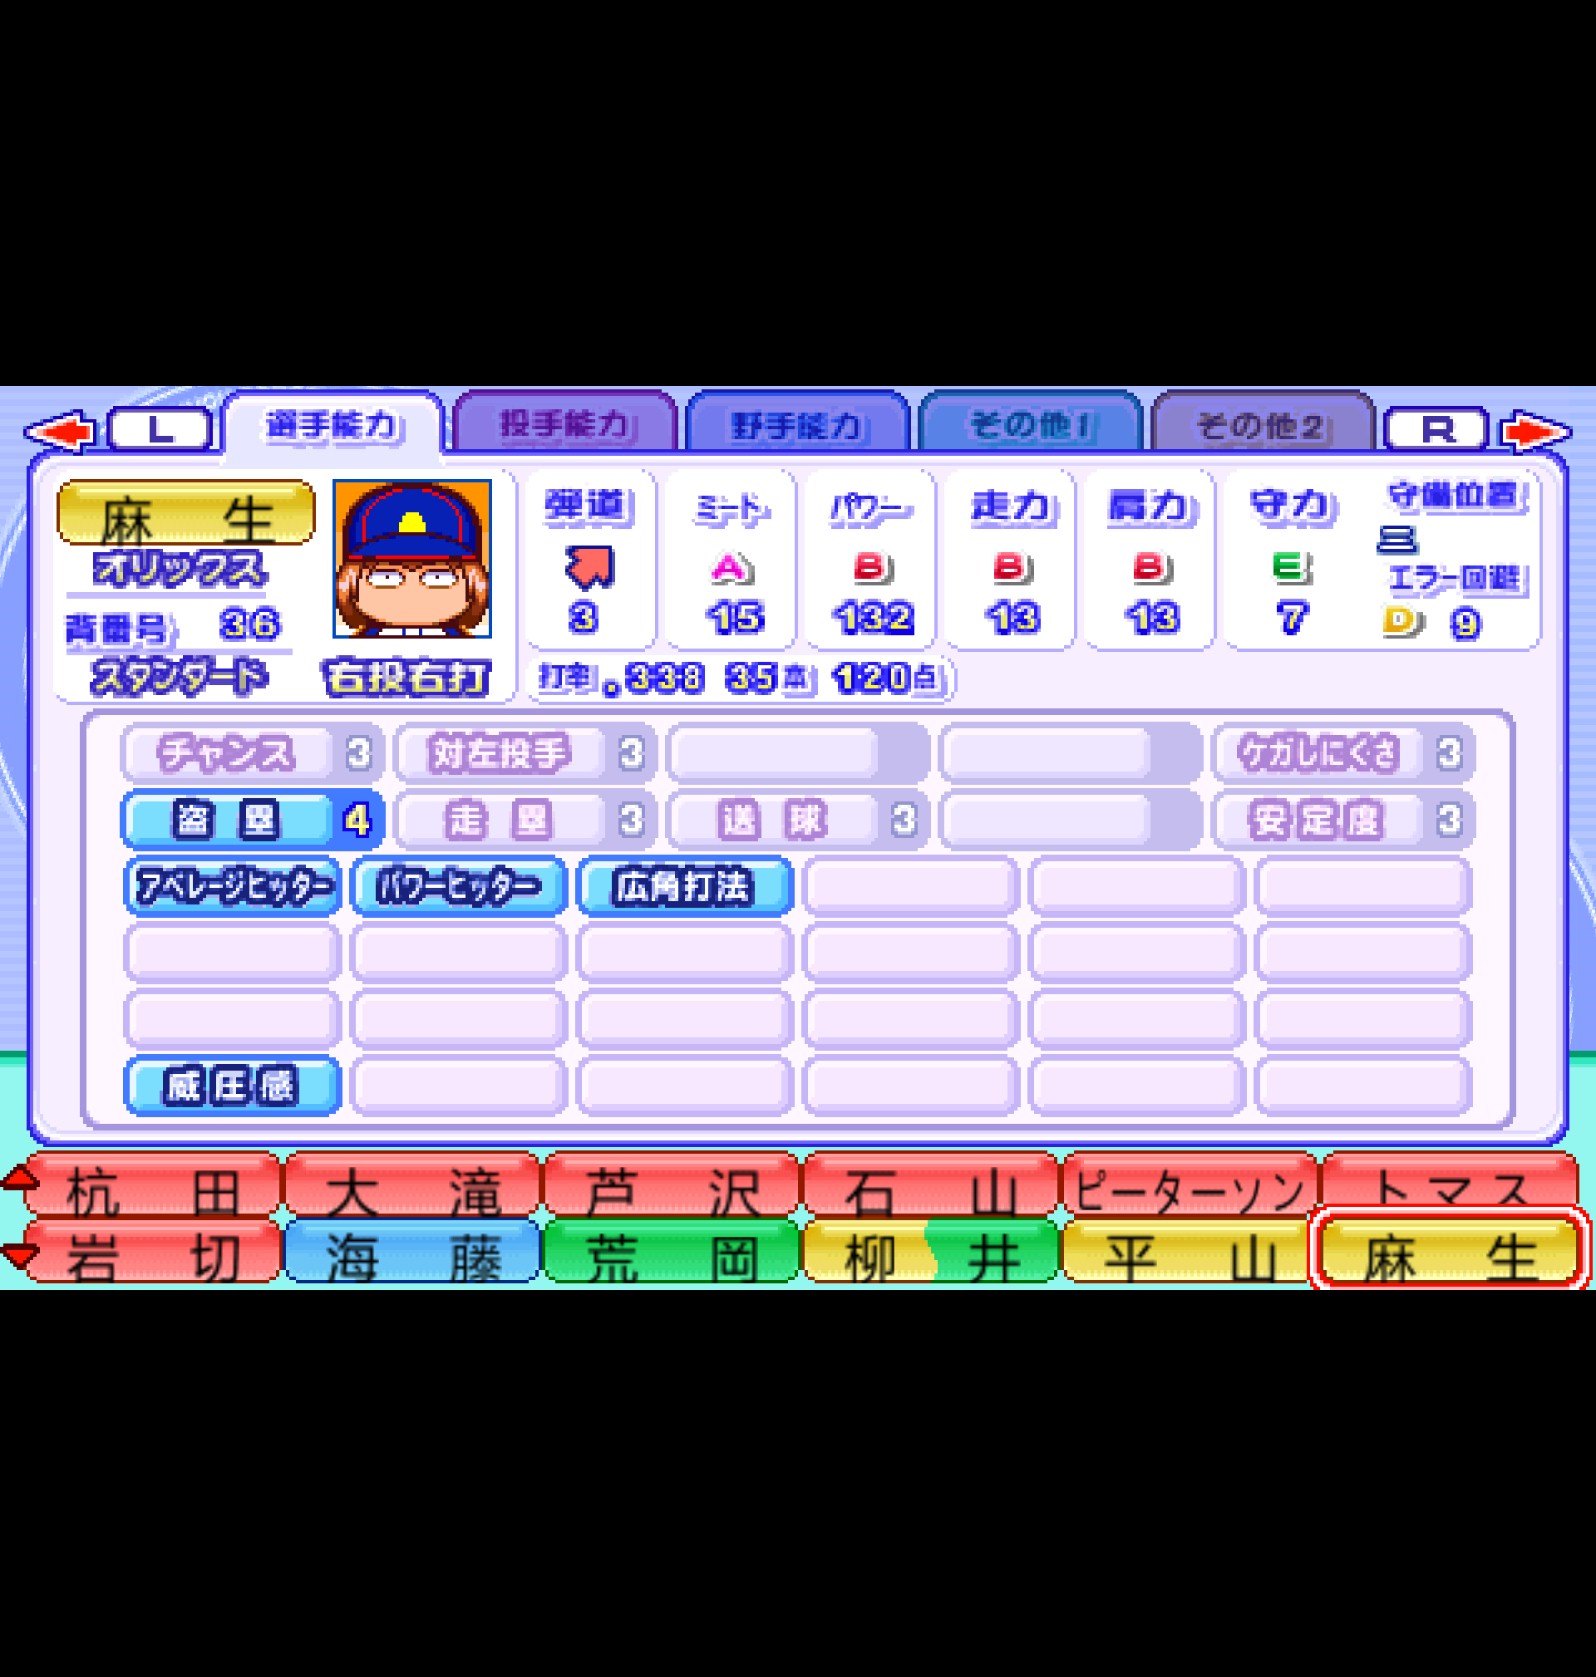 L 選手能力 投手能力 野手能力 その他1 その他2 R
麻生
オリックス
背番号 36
スタンダード 右投右打
弾道 ミート パワー 走力 肩力 守力 守備位置
A B B B E 三
エラー回避
3 15 132 13 13 7 D 9
打率 .338 35本 120点
チャンス 3 対左投手 3 ケガしにくさ 3
盗塁 4 走塁 3 送球 3 安定度 3
アベレージヒッター パワーヒッター 広角打法
威圧感
杭田 大滝 芦沢 石山 ピーターソン トマス
岩切 海藤 荒岡 柳井 平山 麻生